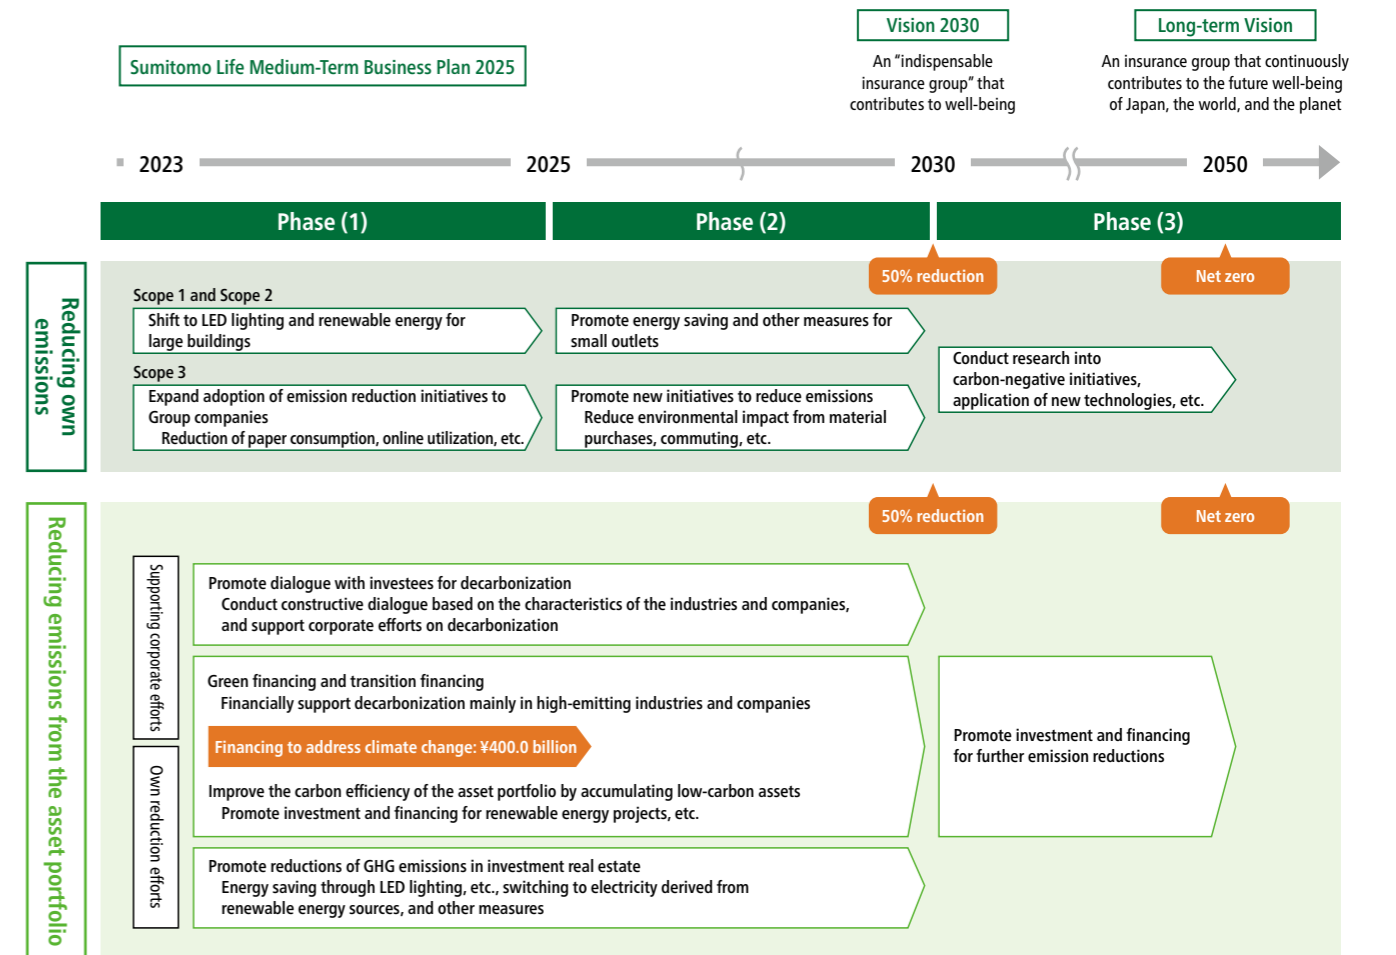 Vision 2030
Long-term Vision
Sumitomo Life Medium-Term Business Plan 2025
An “indispensable
insurance group” that
contributes to well-being
An insurance group that continuously
contributes to the future well-being
of Japan, the world, and the planet
2023
2025
2030
2050
Phase (1)
Phase (2)
Phase (3)
Reducing own
emissions
50% reduction
Net zero
Scope 1 and Scope 2
Shift to LED lighting and renewable energy for
large buildings
Promote energy saving and other measures for
small outlets
Scope 3
Expand adoption of emission reduction initiatives to
Group companies
Reduction of paper consumption, online utilization, etc.
Promote new initiatives to reduce emissions
Reduce environmental impact from material
purchases, commuting, etc.
Conduct research into
carbon-negative initiatives,
application of new technologies, etc.
Reducing emissions from the asset portfolio
50% reduction
Net zero
Supporting corporate efforts
Promote dialogue with investees for decarbonization
Conduct constructive dialogue based on the characteristics of the industries and companies,
and support corporate efforts on decarbonization
Green financing and transition financing
Financially support decarbonization mainly in high-emitting industries and companies
Financing to address climate change: ¥400.0 billion
Own reduction efforts
Improve the carbon efficiency of the asset portfolio by accumulating low-carbon assets
Promote investment and financing for renewable energy projects, etc.
Promote investment and financing
for further emission reductions
Promote reductions of GHG emissions in investment real estate
Energy saving through LED lighting, etc., switching to electricity derived from
renewable energy sources, and other measures